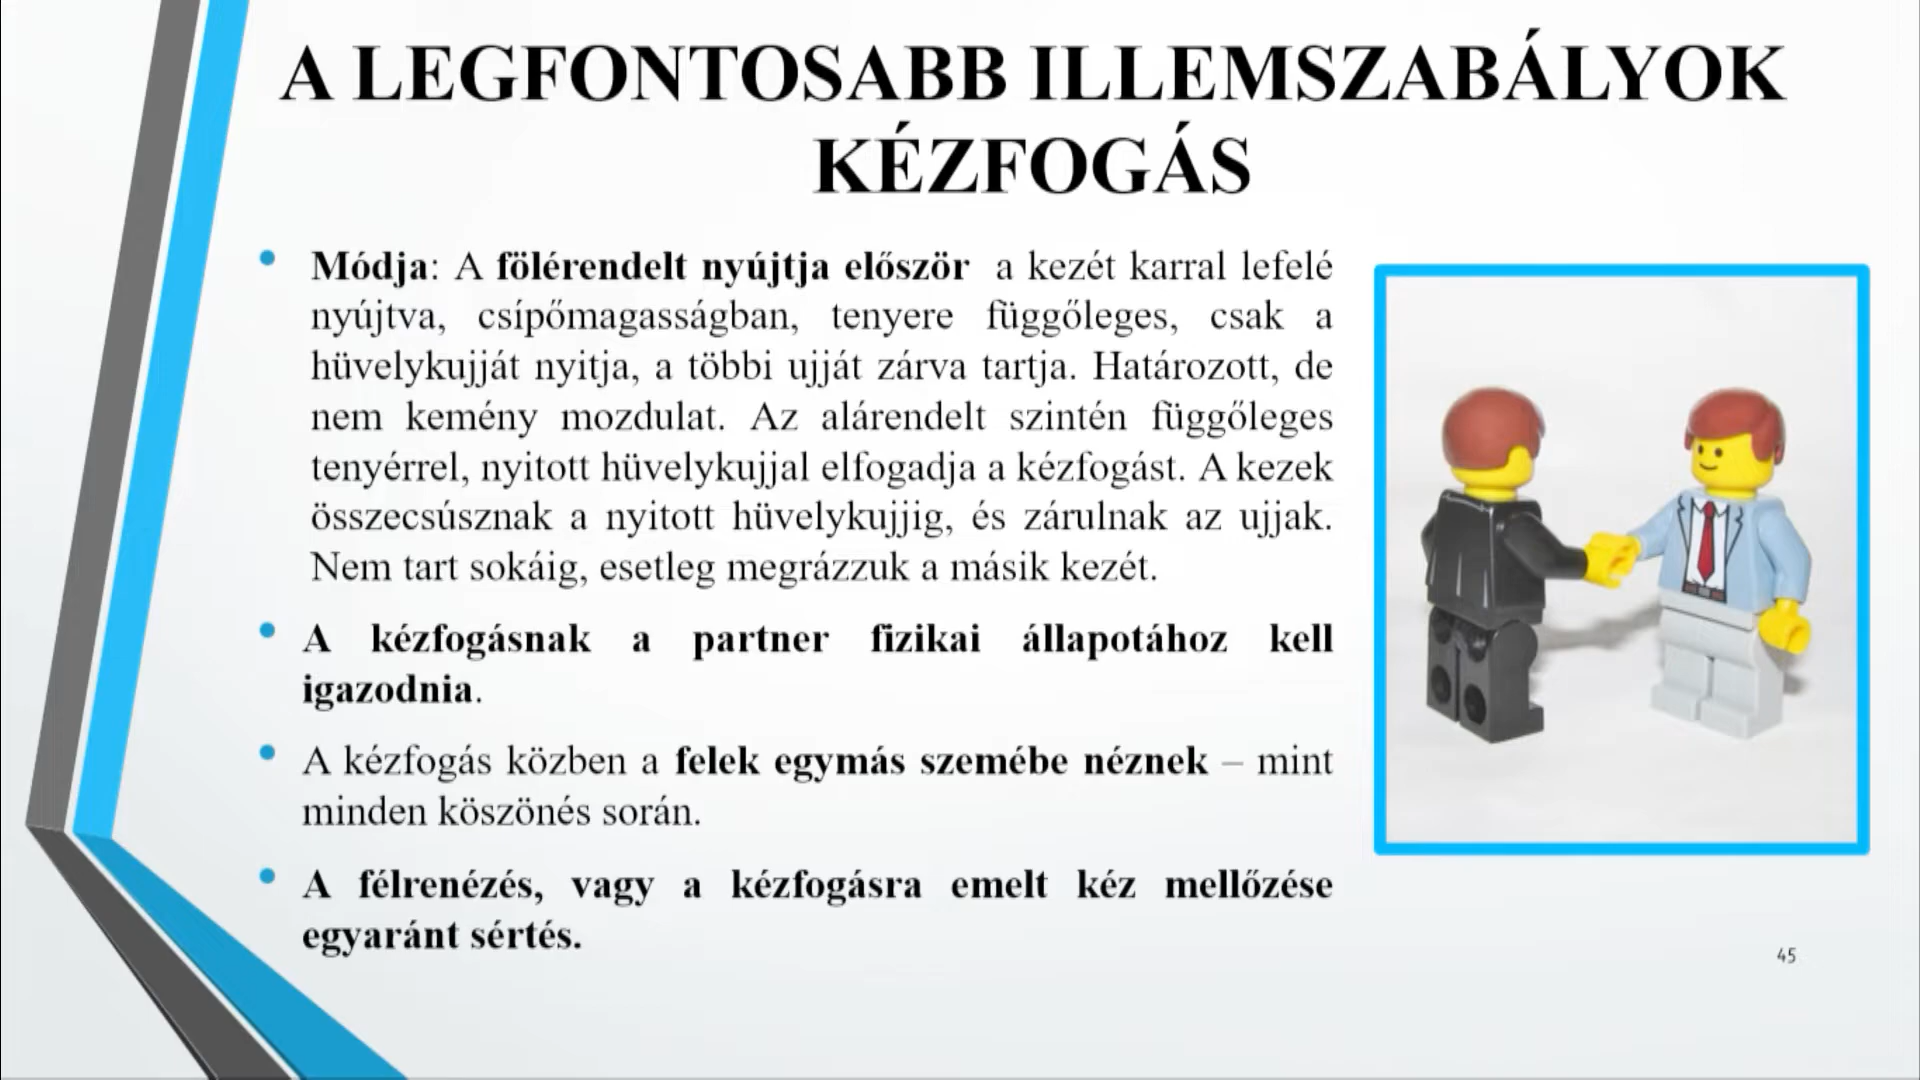 A LEGFONTOSABB ILLEMSZABÁLYOK
KÉZFOGÁS
• Módja: A fölérendelt nyújtja először a kezét karral lefelé
nyújtva, csípőmagasságban, tenyere függőleges, csak a
hüvelykujját nyitja, a többi ujját zárva tartja. Határozott, de
nem kemény mozdulat. Az alárendelt szintén függőleges
tenyérrel, nyitott hüvelykujjal elfogadja a kézfogást. A kezek
összecsúsznak a nyitott hüvelykujjig, és zárulnak az ujjak.
Nem tart sokáig, esetleg megrázzuk a másik kezét.
• A kézfogásnak a partner fizikai állapotához kell
igazodnia.
• A kézfogás közben a felek egymás szemébe néznek – mint
minden köszönés során.
• A félrenézés, vagy a kézfogásra emelt kéz mellőzése
egyaránt sértés.
45